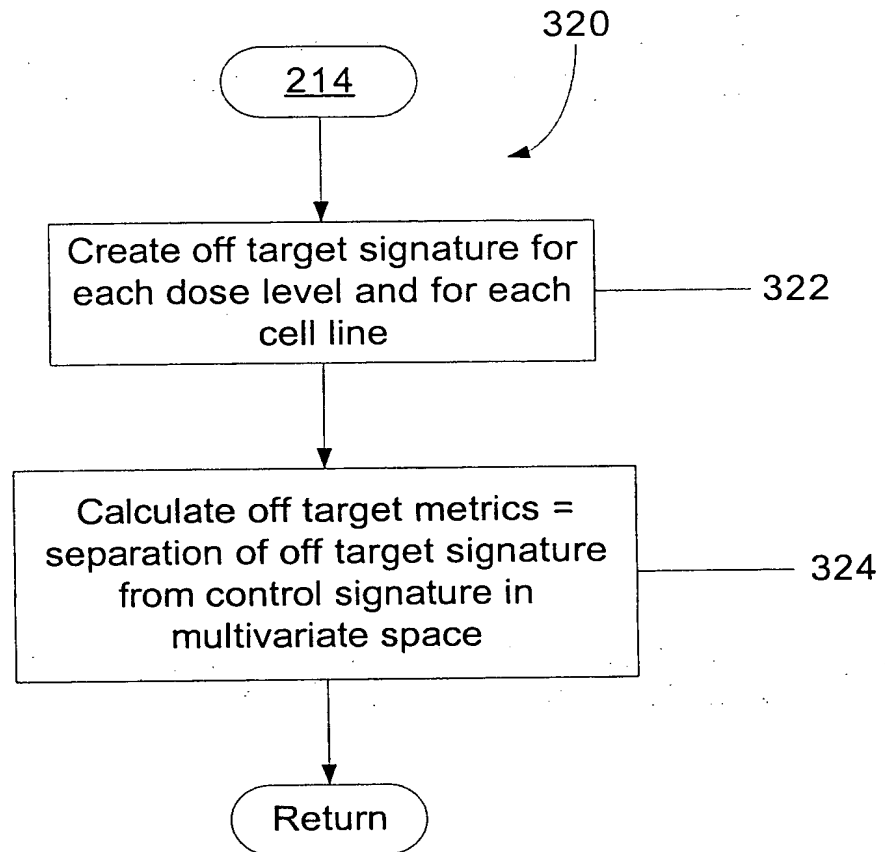 320
214
Create off target signature for
each dose level and for each
cell line
322
Calculate off target metrics =
separation of off target signature
from control signature in
multivariate space
324
Return